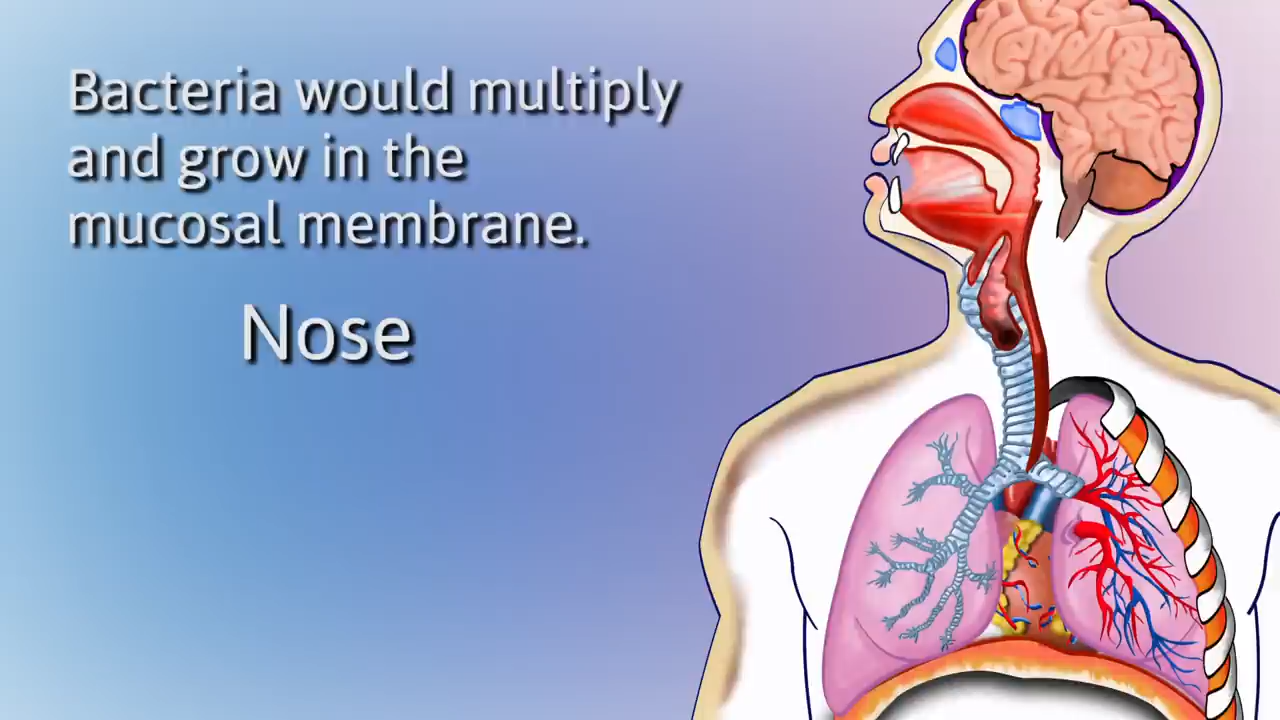 Bacteria would multiply
and grow in the
mucosal membrane.
Nose